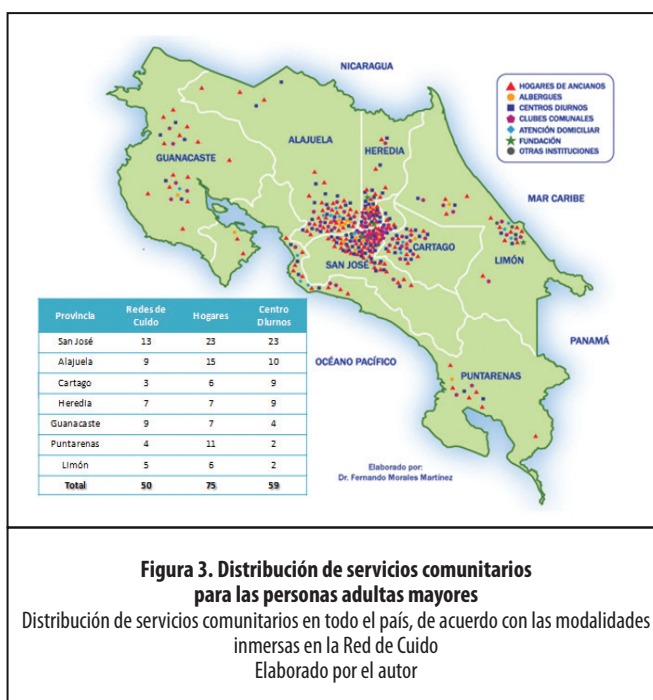 NICARAGUA
HOGARES DE ANCIANOS
ALBERGUES
CENTROS DIURNOS
CLUBES COMUNALES
ATENCIÓN DOMICILIAR
FUNDACIÓN
OTRAS INSTITUCIONES
ALAJUELA
HEREDIA
GUANACASTE
MAR CARIBE
CARTAGO
LIMÓN
SAN JOSÉ
PANAMÁ
OCÉANO PACÍFICO
PUNTARENAS
Provincia Redes de Cuido Hogares Centro Diurnos
San José 13 23 23
Alajuela 9 15 10
Cartago 3 6 9
Heredia 7 7 9
Guanacaste 9 7 4
Puntarenas 4 11 2
Limón 5 6 2
Total 50 75 59
Elaborado por:
Dr. Fernando Morales Martínez
Figura 3. Distribución de servicios comunitarios
para las personas adultas mayores
Distribución de servicios comunitarios en todo el país, de acuerdo con las modalidades
inmersas en la Red de Cuido
Elaborado por el autor